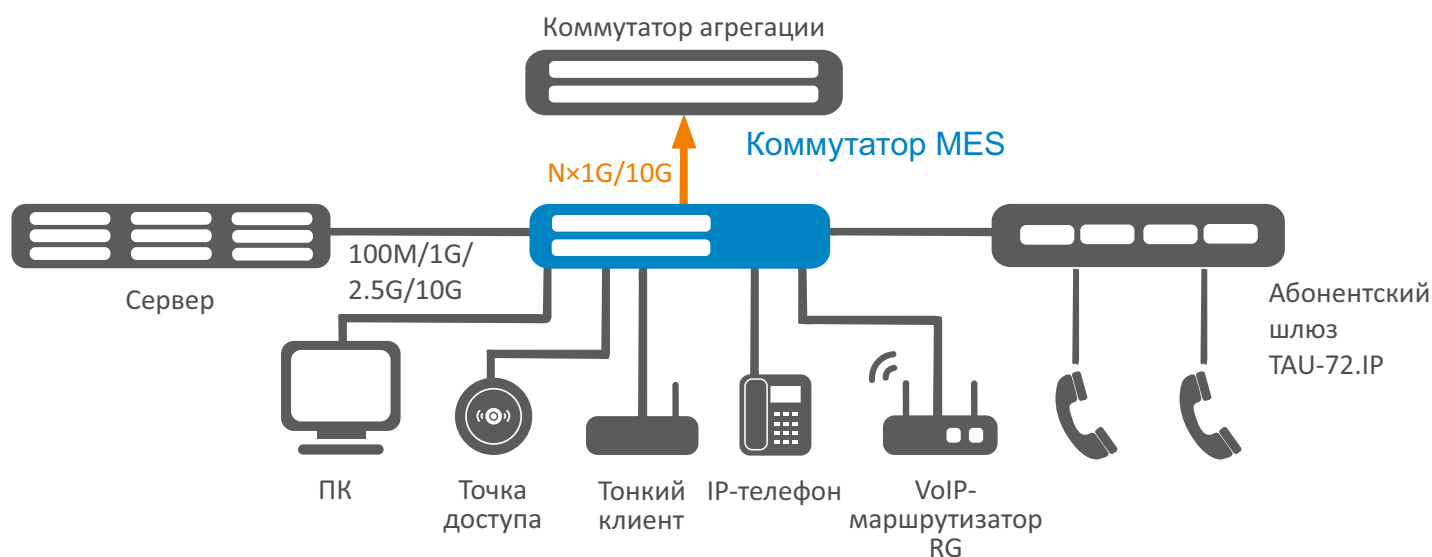 Коммутатор агрегации
Коммутатор MES
N×1G/10G
100M/1G/
2.5G/10G
Сервер
Абонентский
шлюз
TAU-72.IP
ПК
Точка
доступа
Тонкий
клиент
IP-телефон
VoIP-
маршрутизатор
RG